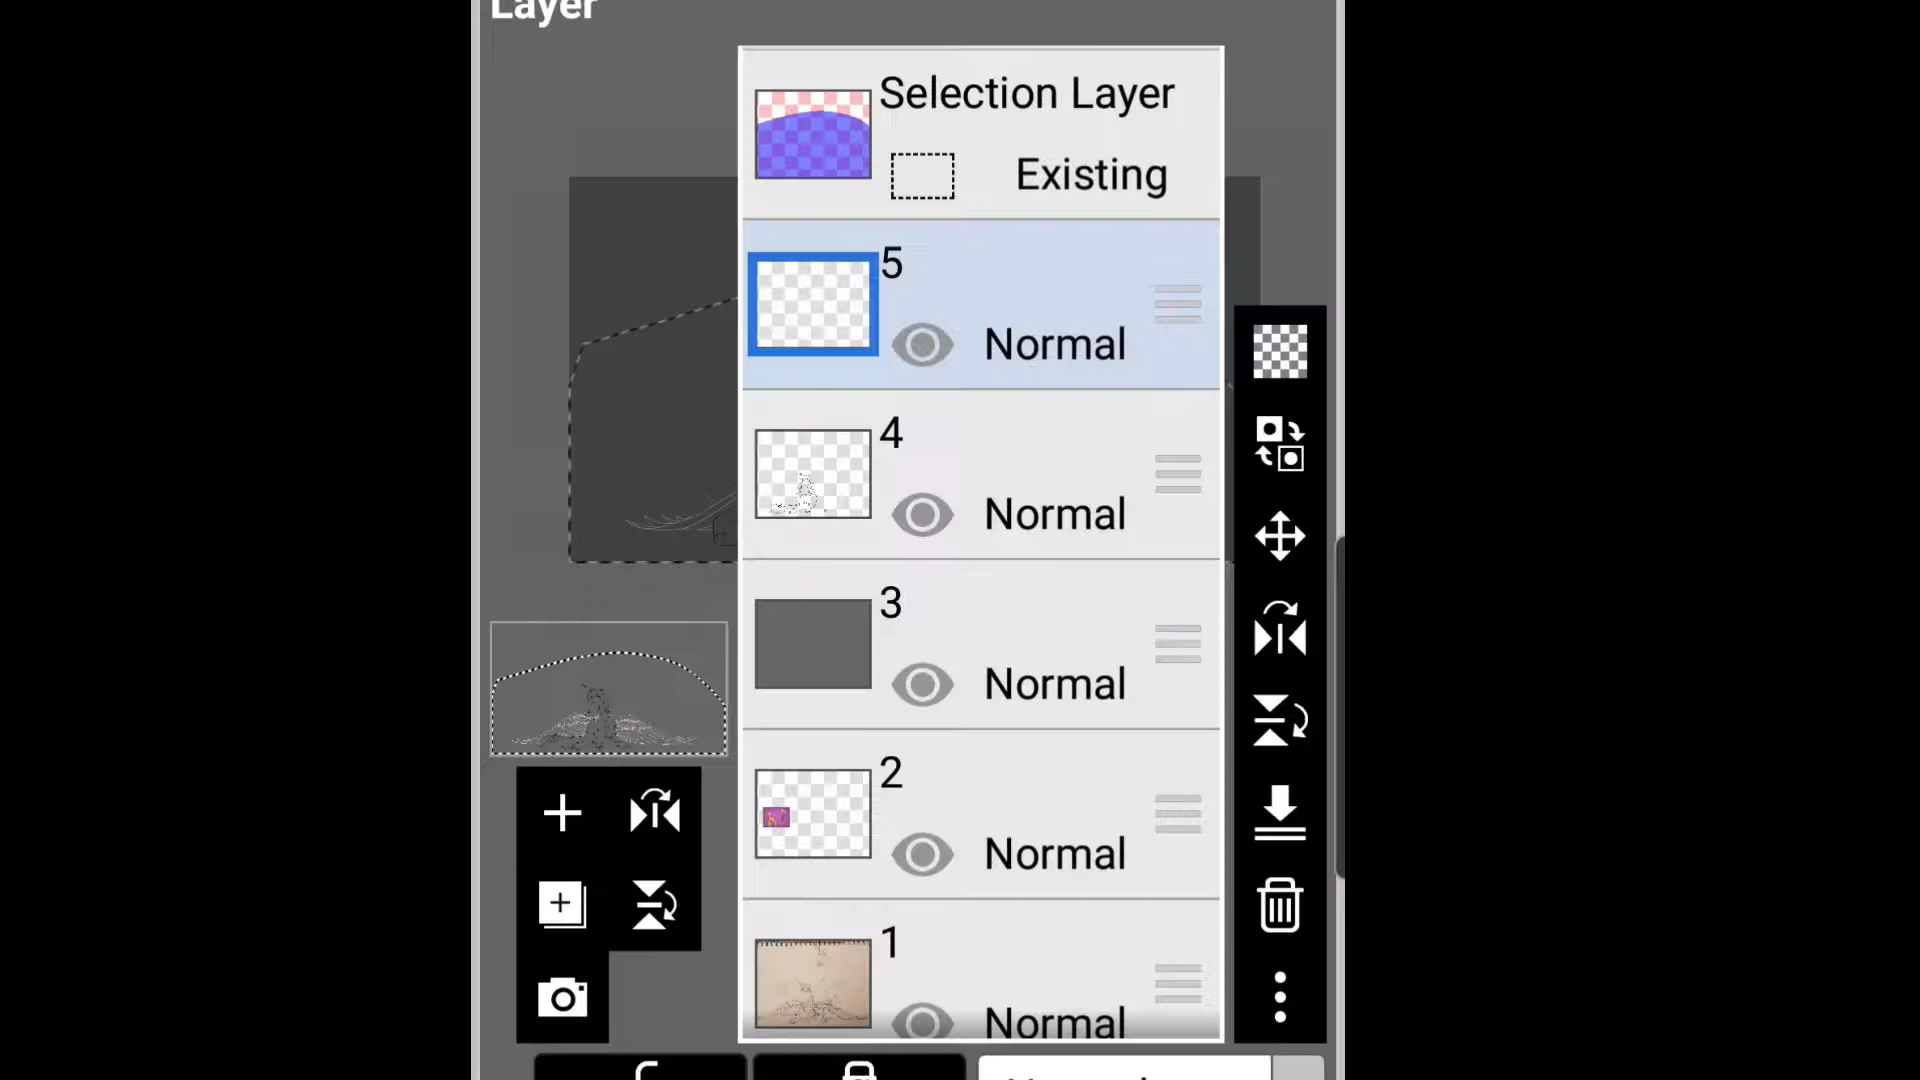 Layer
Selection Layer
Existing
5
Normal
4
Normal
3
Normal
2
Normal
1
Normal